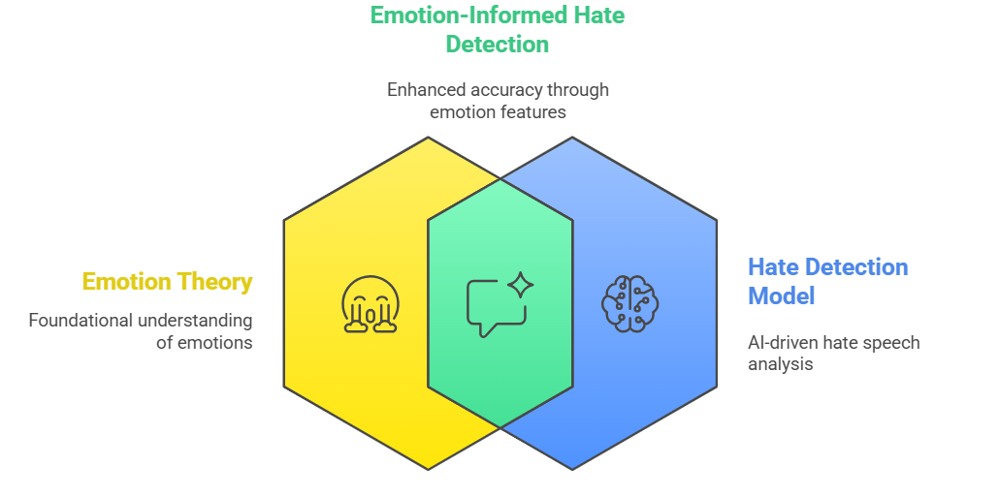 Emotion-Informed Hate
Detection
Enhanced accuracy through
emotion features
Emotion Theory
Foundational understanding
of emotions
Hate Detection
Model
AI-driven hate speech
analysis